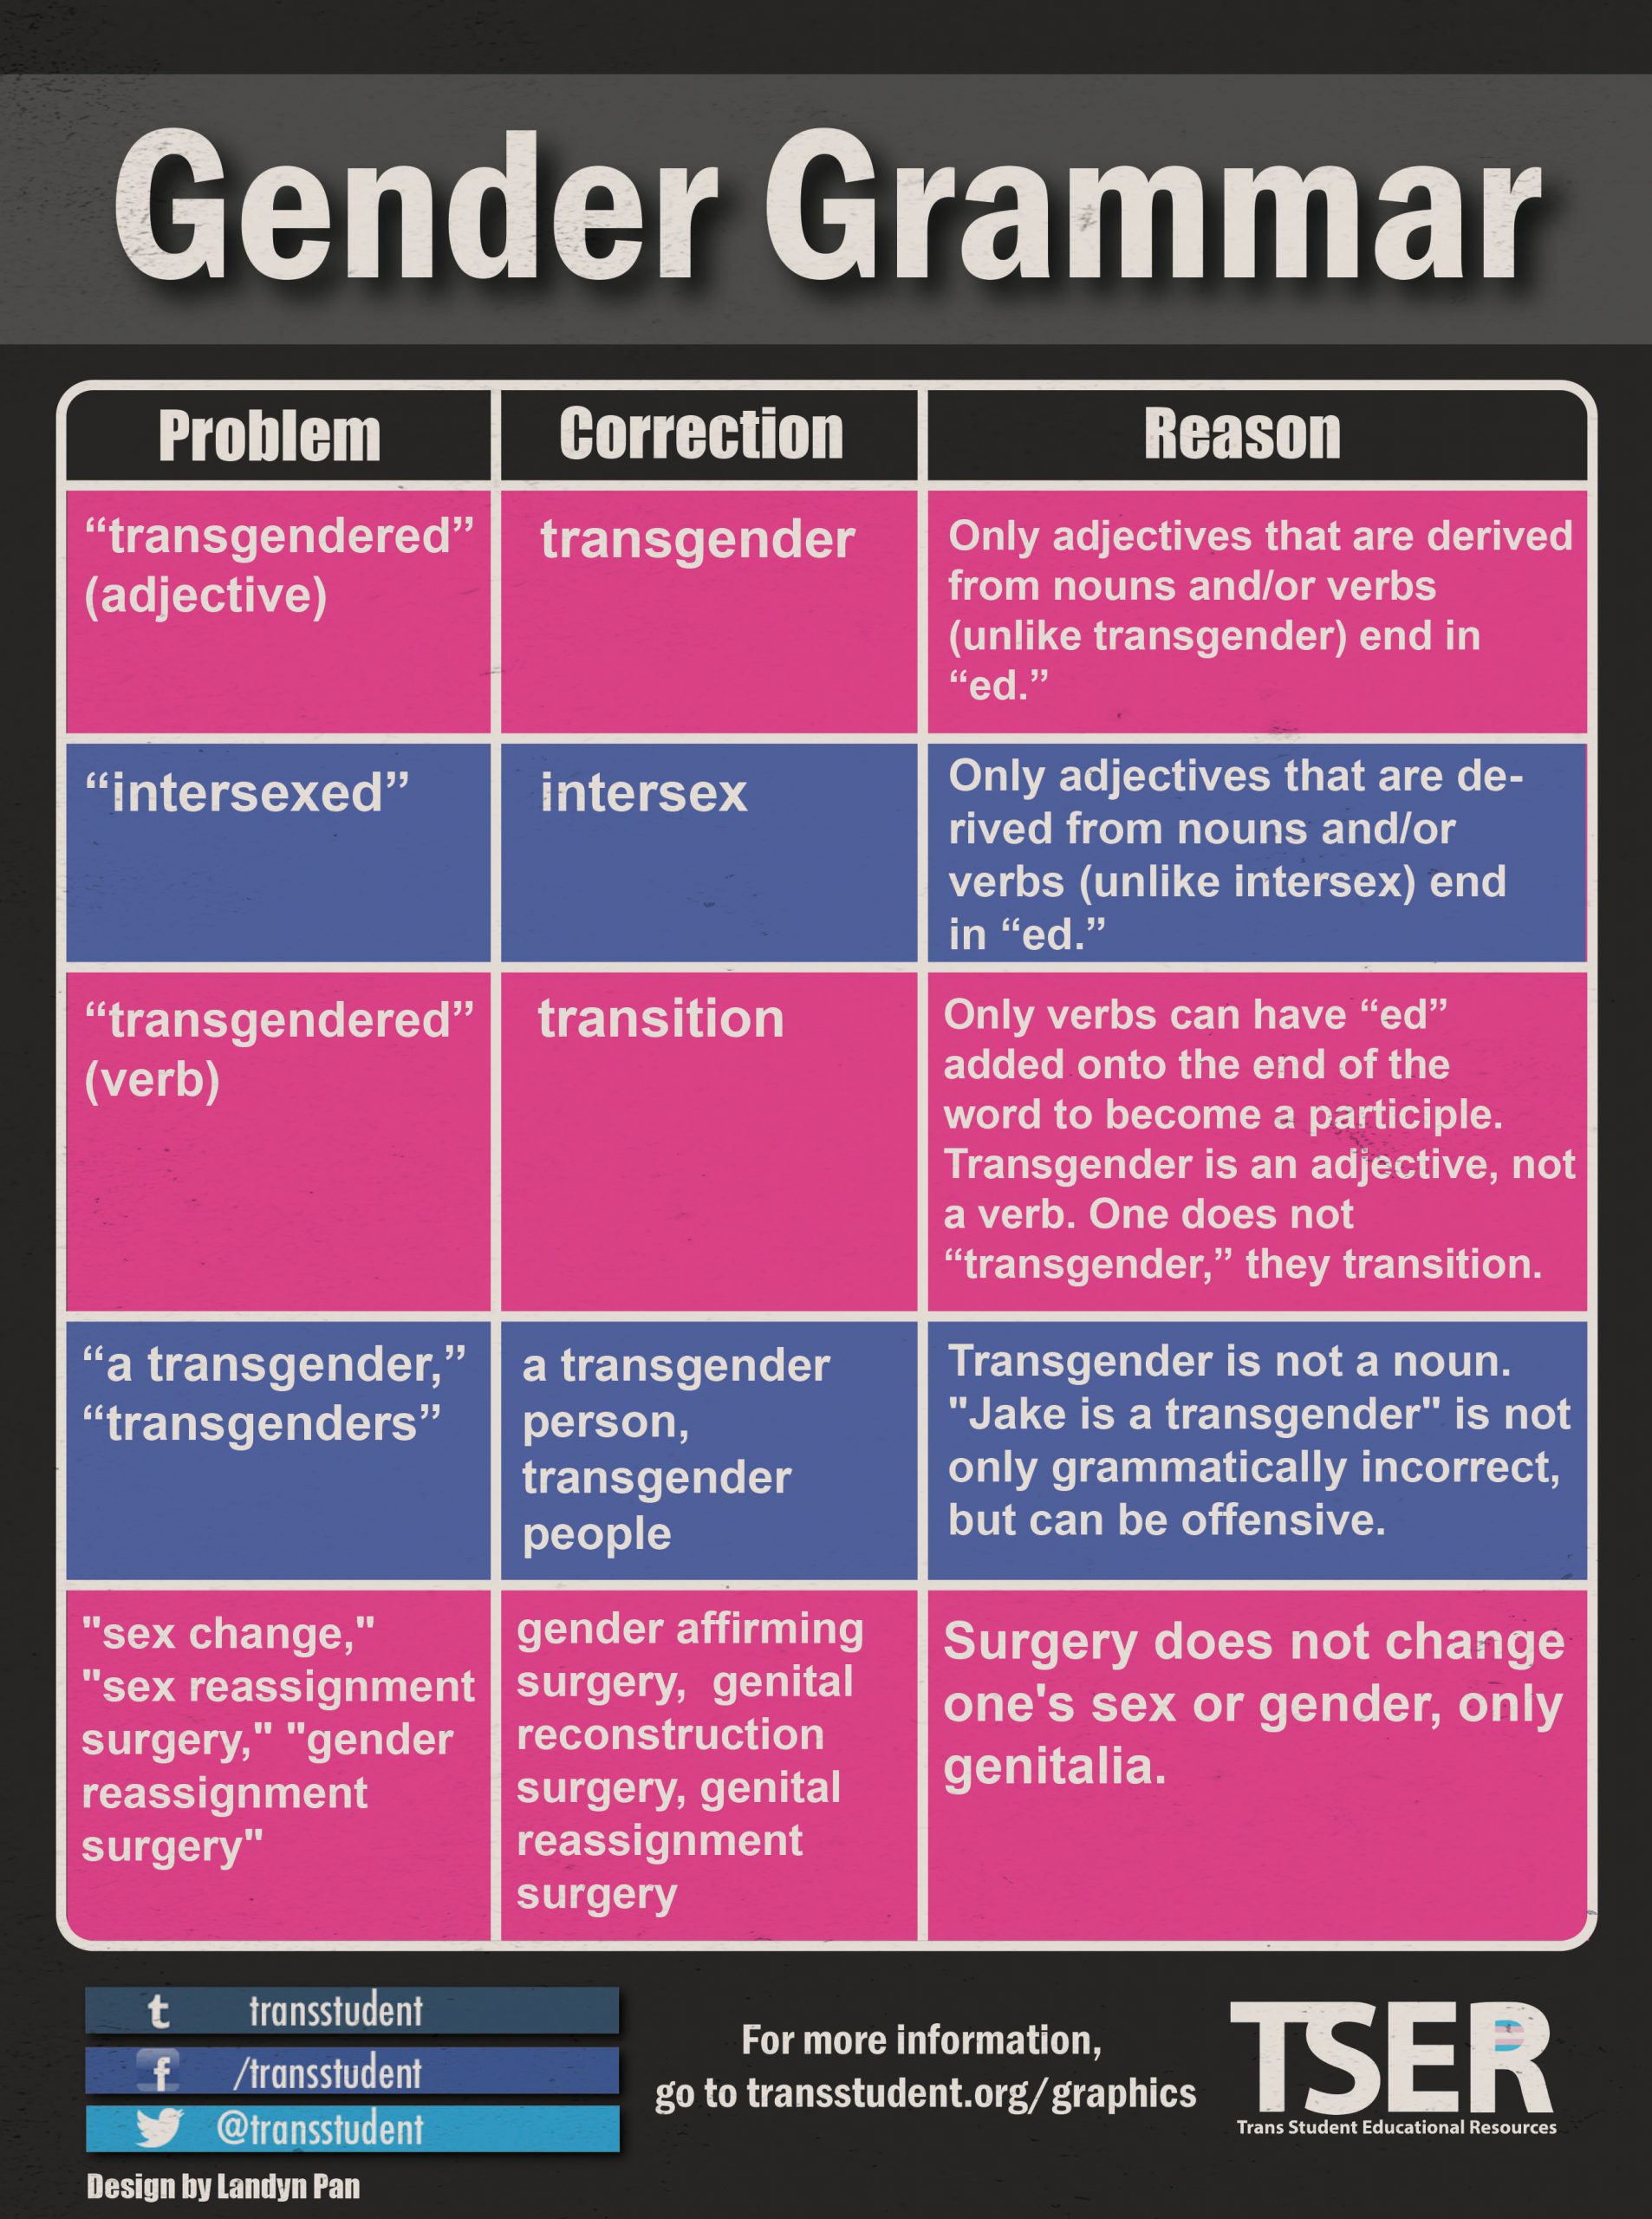 Gender Grammar
Problem
Correction
Reason
“transgendered”
(adjective)
transgender
Only adjectives that are derived
from nouns and/or verbs
(unlike transgender) end in
“ed.”
“intersexed”
intersex
Only adjectives that are de-
rived from nouns and/or
verbs (unlike intersex) end
in “ed.”
“transgendered”
(verb)
transition
Only verbs can have “ed”
added onto the end of the
word to become a participle.
Transgender is an adjective, not
a verb. One does not
“transgender,” they transition.
“a transgender,”
“transgenders”
a transgender
person,
transgender
people
Transgender is not a noun.
"Jake is a transgender" is not
only grammatically incorrect,
but can be offensive.
"sex change,"
"sex reassignment
surgery," "gender
reassignment
surgery"
gender affirming
surgery, genital
reconstruction
surgery, genital
reassignment
surgery
Surgery does not change
one's sex or gender, only
genitalia.
t transstudent
f /transstudent
@transstudent
Design by Landyn Pan
For more information,
go to transstudent.org/graphics
TSER
Trans Student Educational Resources